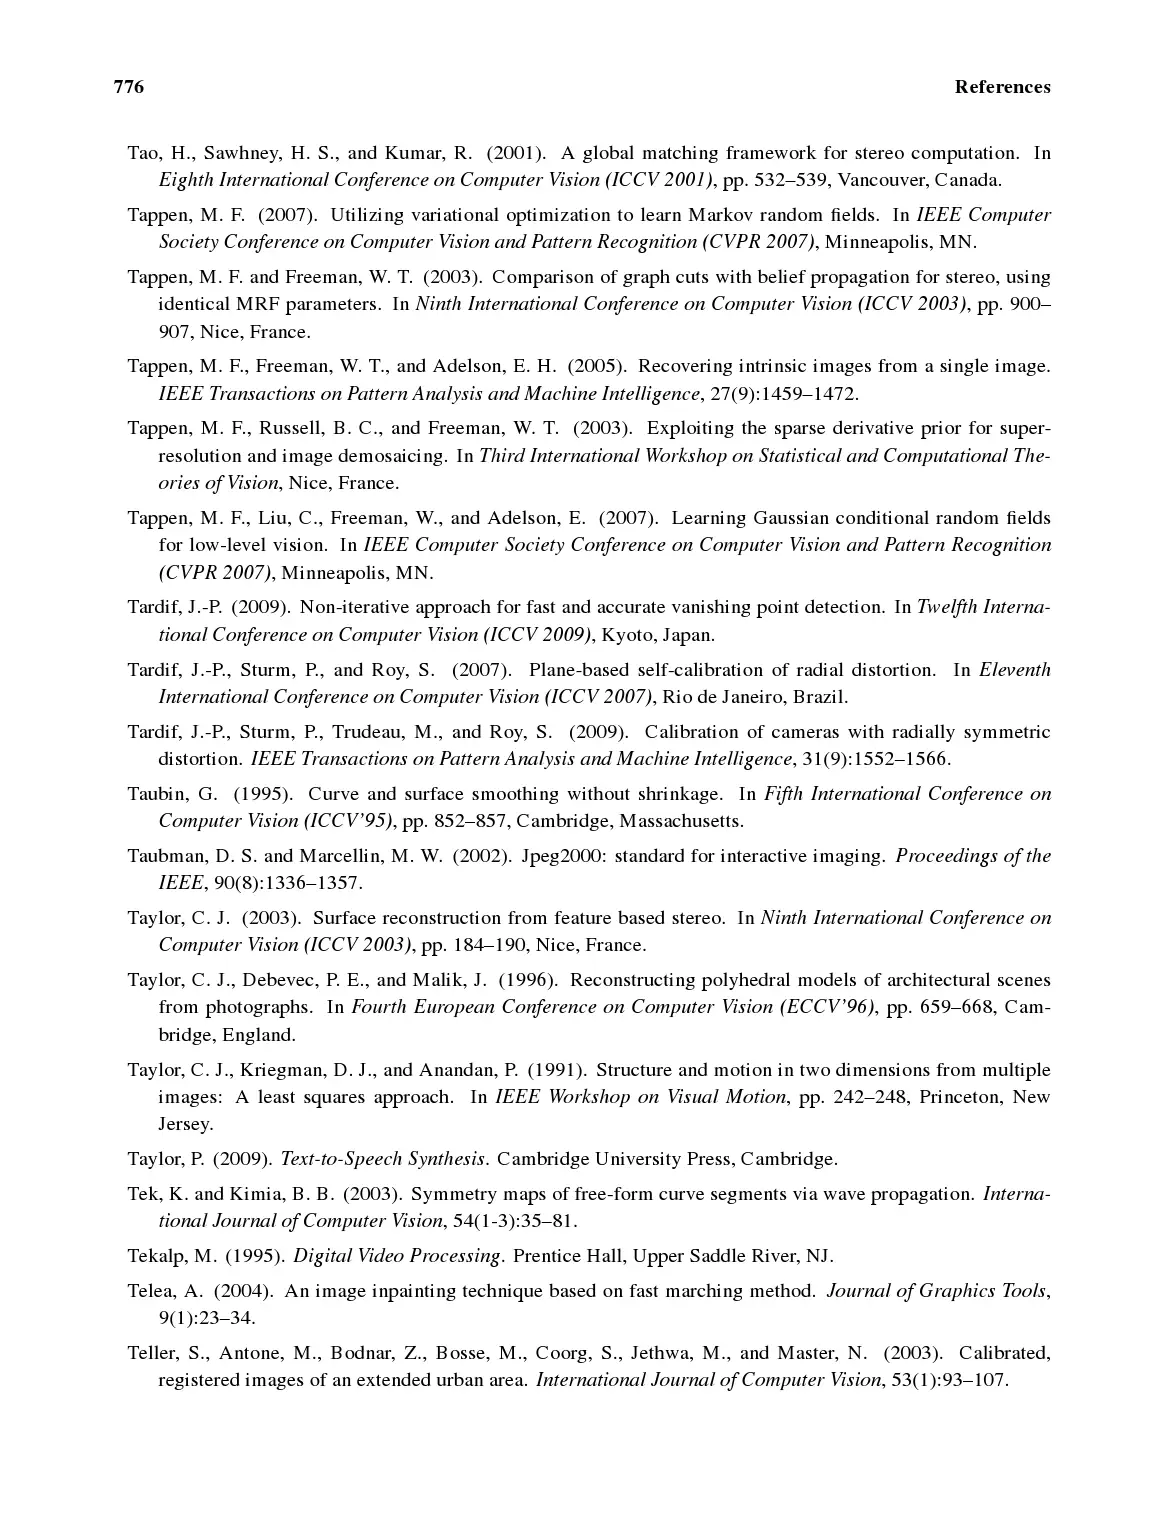 776 References
Tao, H., Sawhney, H. S., and Kumar, R. (2001). A global matching framework for stereo computation. In
Eighth International Conference on Computer Vision (ICCV 2001), pp. 532–539, Vancouver, Canada.
Tappen, M. F. (2007). Utilizing variational optimization to learn Markov random fields. In IEEE Computer
Society Conference on Computer Vision and Pattern Recognition (CVPR 2007), Minneapolis, MN.
Tappen, M. F. and Freeman, W. T. (2003). Comparison of graph cuts with belief propagation for stereo, using
identical MRF parameters. In Ninth International Conference on Computer Vision (ICCV 2003), pp. 900–
907, Nice, France.
Tappen, M. F., Freeman, W. T., and Adelson, E. H. (2005). Recovering intrinsic images from a single image.
IEEE Transactions on Pattern Analysis and Machine Intelligence, 27(9):1459–1472.
Tappen, M. F., Russell, B. C., and Freeman, W. T. (2003). Exploiting the sparse derivative prior for super-
resolution and image demosaicing. In Third International Workshop on Statistical and Computational The-
ories of Vision, Nice, France.
Tappen, M. F., Liu, C., Freeman, W., and Adelson, E. (2007). Learning Gaussian conditional random fields
for low-level vision. In IEEE Computer Society Conference on Computer Vision and Pattern Recognition
(CVPR 2007), Minneapolis, MN.
Tardif, J.-P. (2009). Non-iterative approach for fast and accurate vanishing point detection. In Twelfth Interna-
tional Conference on Computer Vision (ICCV 2009), Kyoto, Japan.
Tardif, J.-P., Sturm, P., and Roy, S. (2007). Plane-based self-calibration of radial distortion. In Eleventh
International Conference on Computer Vision (ICCV 2007), Rio de Janeiro, Brazil.
Tardif, J.-P., Sturm, P., Trudeau, M., and Roy, S. (2009). Calibration of cameras with radially symmetric
distortion. IEEE Transactions on Pattern Analysis and Machine Intelligence, 31(9):1552–1566.
Taubin, G. (1995). Curve and surface smoothing without shrinkage. In Fifth International Conference on
Computer Vision (ICCV’95), pp. 852–857, Cambridge, Massachusetts.
Taubman, D. S. and Marcellin, M. W. (2002). Jpeg2000: standard for interactive imaging. Proceedings of the
IEEE, 90(8):1336–1357.
Taylor, C. J. (2003). Surface reconstruction from feature based stereo. In Ninth International Conference on
Computer Vision (ICCV 2003), pp. 184–190, Nice, France.
Taylor, C. J., Debevec, P. E., and Malik, J. (1996). Reconstructing polyhedral models of architectural scenes
from photographs. In Fourth European Conference on Computer Vision (ECCV’96), pp. 659–668, Cam-
bridge, England.
Taylor, C. J., Kriegman, D. J., and Anandan, P. (1991). Structure and motion in two dimensions from multiple
images: A least squares approach. In IEEE Workshop on Visual Motion, pp. 242–248, Princeton, New
Jersey.
Taylor, P. (2009). Text-to-Speech Synthesis. Cambridge University Press, Cambridge.
Tek, K. and Kimia, B. B. (2003). Symmetry maps of free-form curve segments via wave propagation. Interna-
tional Journal of Computer Vision, 54(1-3):35–81.
Tekalp, M. (1995). Digital Video Processing. Prentice Hall, Upper Saddle River, NJ.
Telea, A. (2004). An image inpainting technique based on fast marching method. Journal of Graphics Tools,
9(1):23–34.
Teller, S., Antone, M., Bodnar, Z., Bosse, M., Coorg, S., Jethwa, M., and Master, N. (2003). Calibrated,
registered images of an extended urban area. International Journal of Computer Vision, 53(1):93–107.